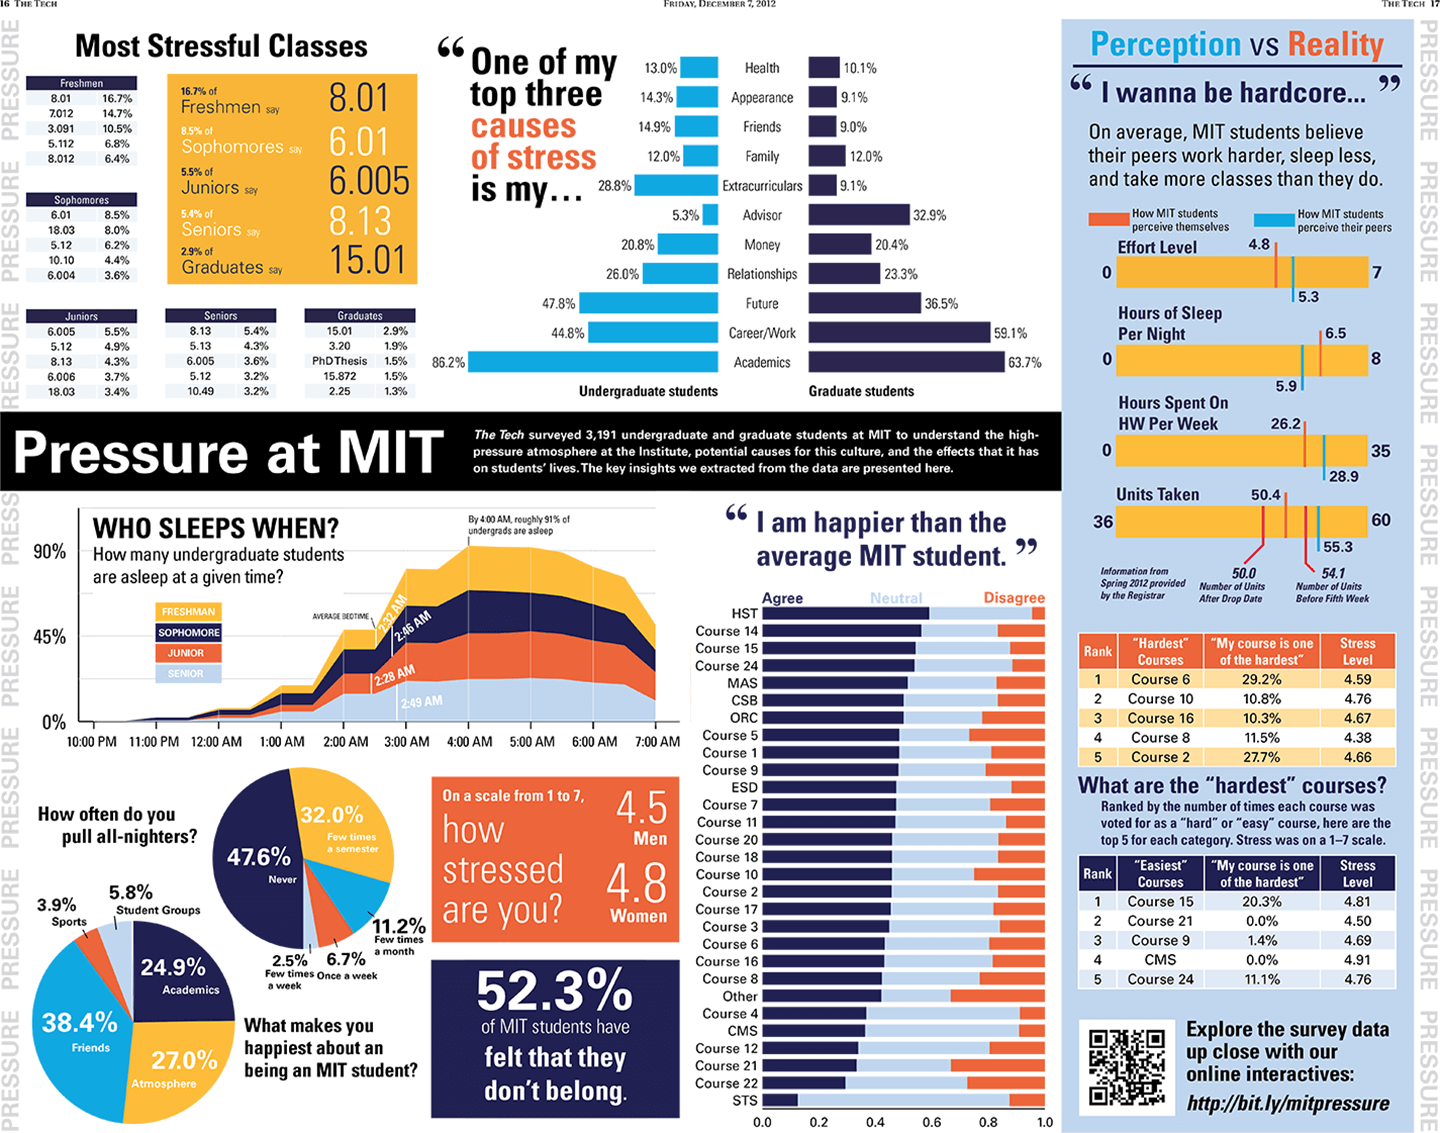 16 THE TECH
FRIDAY, DECEMBER 7, 2012
THE TECH 17
PRESSURE PRESSURE PRESSURE PRESSURE PRESSURE PRESSURE PRESSURE PRESSURE
Most Stressful Classes
Freshmen
8.01 16.7%
7.012 14.7%
3.091 10.5%
5.112 6.8%
8.012 6.4%
Sophomores
6.01 8.5%
18.03 8.0%
5.12 6.2%
10.10 4.4%
6.004 3.6%
16.7% of
Freshmen say 8.01
8.5% of
Sophomores say 6.01
5.5% of
Juniors say 6.005
5.4% of
Seniors say 8.13
2.9% of
Graduates say 15.01
Juniors
6.005 5.5%
5.12 4.9%
8.13 4.3%
6.006 3.7%
18.03 3.4%
Seniors
8.13 5.4%
5.13 4.3%
6.005 3.6%
5.12 3.2%
10.49 3.2%
Graduates
15.01 2.9%
3.20 1.9%
PhD Thesis 1.5%
15.872 1.5%
2.25 1.3%
“One of my
top three
causes
of stress
is my...
13.0% Health 10.1%
14.3% Appearance 9.1%
14.9% Friends 9.0%
12.0% Family 12.0%
28.8% Extracurriculars 9.1%
5.3% Advisor 32.9%
20.8% Money 20.4%
26.0% Relationships 23.3%
47.8% Future 36.5%
44.8% Career/Work 59.1%
86.2% Academics 63.7%
Undergraduate students Graduate students
Pressure at MIT
The Tech surveyed 3,191 undergraduate and graduate students at MIT to understand the high-
pressure atmosphere at the Institute, potential causes for this culture, and the effects that it has
on students' lives. The key insights we extracted from the data are presented here.
WHO SLEEPS WHEN?
How many undergraduate students
are asleep at a given time?
By 4:00 AM, roughly 91% of
undergrads are asleep
90%
45%
0%
FRESHMAN
SOPHOMORE
JUNIOR
SENIOR
AVERAGE BEDTIME
2:32 AM
2:46 AM
2:28 AM
2:49 AM
10:00 PM 11:00 PM 12:00 AM 1:00 AM 2:00 AM 3:00 AM 4:00 AM 5:00 AM 6:00 AM 7:00 AM
How often do you
pull all-nighters?
32.0%
Few times
a semester
47.6%
Never
11.2%
Few times
a month
6.7%
Once a week
2.5%
Few times
a week
5.8%
Student Groups
3.9%
Sports
24.9%
Academics
38.4%
Friends
27.0%
Atmosphere
What makes you
happiest about an
being an MIT student?
On a scale from 1 to 7,
how
stressed
are you?
4.5
Men
4.8
Women
52.3%
of MIT students have
felt that they
don't belong.
“I am happier than the
average MIT student.”
Agree Neutral Disagree
HST
Course 14
Course 15
Course 24
MAS
CSB
ORC
Course 5
Course 1
Course 9
ESD
Course 7
Course 11
Course 20
Course 18
Course 10
Course 2
Course 17
Course 3
Course 6
Course 16
Course 8
Other
Course 4
CMS
Course 12
Course 21
Course 22
STS
0.0 0.2 0.4 0.6 0.8 1.0
Perception vs Reality
“I wanna be hardcore...”
On average, MIT students believe
their peers work harder, sleep less,
and take more classes than they do.
How MIT students
perceive themselves
How MIT students
perceive their peers
Effort Level 4.8
0 7
5.3
Hours of Sleep
Per Night 6.5
0 8
5.9
Hours Spent On
HW Per Week 26.2
0 35
28.9
Units Taken 50.4
36 60
55.3
Information from
Spring 2012 provided
by the Registrar
50.0
Number of Units
After Drop Date
54.1
Number of Units
Before Fifth Week
Rank "Hardest" Courses "My course is one of the hardest" Stress Level
1 Course 6 29.2% 4.59
2 Course 10 10.8% 4.76
3 Course 16 10.3% 4.67
4 Course 8 11.5% 4.38
5 Course 2 27.7% 4.66
What are the “hardest” courses?
Ranked by the number of times each course was
voted for as a “hard” or “easy” course, here are the
top 5 for each category. Stress was on a 1–7 scale.
Rank "Easiest" Courses "My course is one of the hardest" Stress Level
1 Course 15 20.3% 4.81
2 Course 21 0.0% 4.50
3 Course 9 1.4% 4.69
4 CMS 0.0% 4.91
5 Course 24 11.1% 4.76
Explore the survey data
up close with our
online interactives:
http://bit.ly/mitpressure
PRESSURE PRESSURE PRESSURE PRESSURE PRESSURE PRESSURE PRESSURE PRESSURE